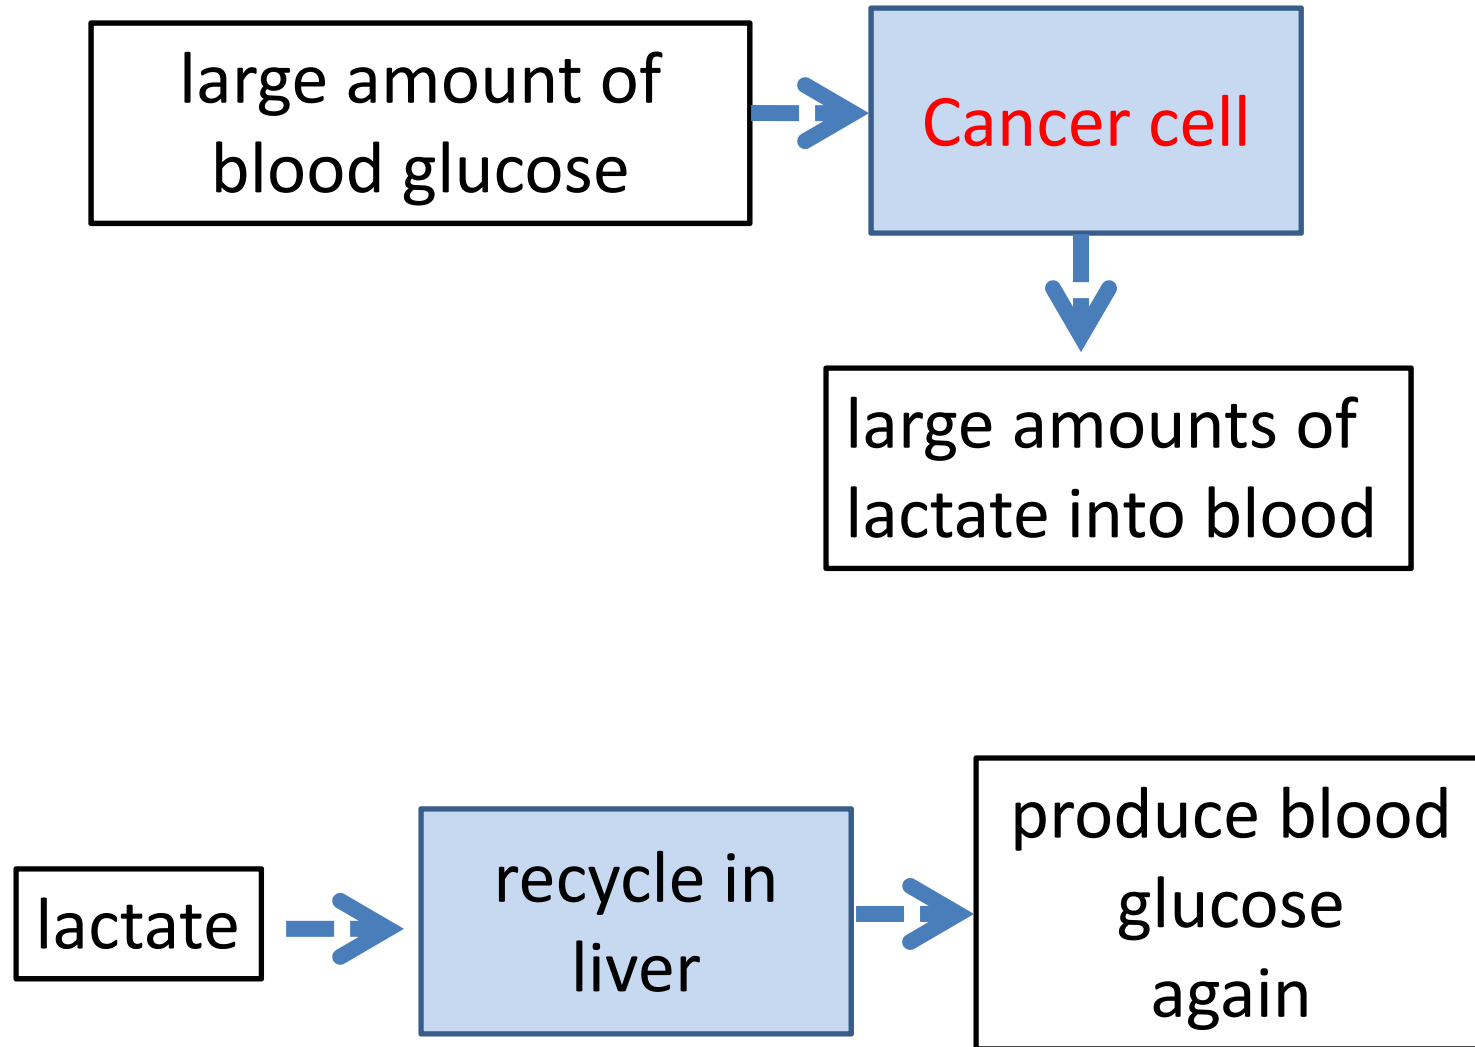 large amount of
blood glucose
Cancer cell
large amounts of
lactate into blood
lactate
recycle in
liver
produce blood
glucose
again